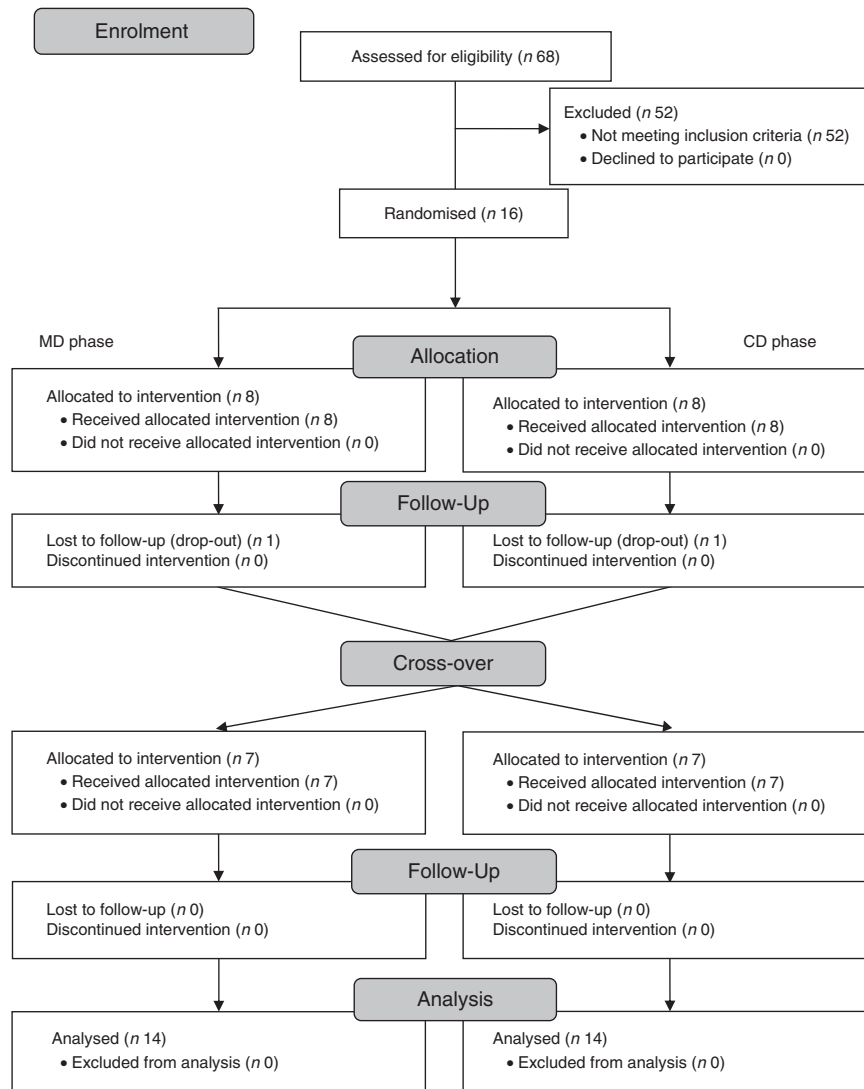 Enrolment
Assessed for eligibility (n 68)
Excluded (n 52)
• Not meeting inclusion criteria (n 52)
• Declined to participate (n 0)
Randomised (n 16)
MD phase
CD phase
Allocation
Allocated to intervention (n 8)
• Received allocated intervention (n 8)
• Did not receive allocated intervention (n 0)
Allocated to intervention (n 8)
• Received allocated intervention (n 8)
• Did not receive allocated intervention (n 0)
Follow-Up
Lost to follow-up (drop-out) (n 1)
Discontinued intervention (n 0)
Lost to follow-up (drop-out) (n 1)
Discontinued intervention (n 0)
Cross-over
Allocated to intervention (n 7)
• Received allocated intervention (n 7)
• Did not receive allocated intervention (n 0)
Allocated to intervention (n 7)
• Received allocated intervention (n 7)
• Did not receive allocated intervention (n 0)
Follow-Up
Lost to follow-up (n 0)
Discontinued intervention (n 0)
Lost to follow-up (n 0)
Discontinued intervention (n 0)
Analysis
Analysed (n 14)
• Excluded from analysis (n 0)
Analysed (n 14)
• Excluded from analysis (n 0)